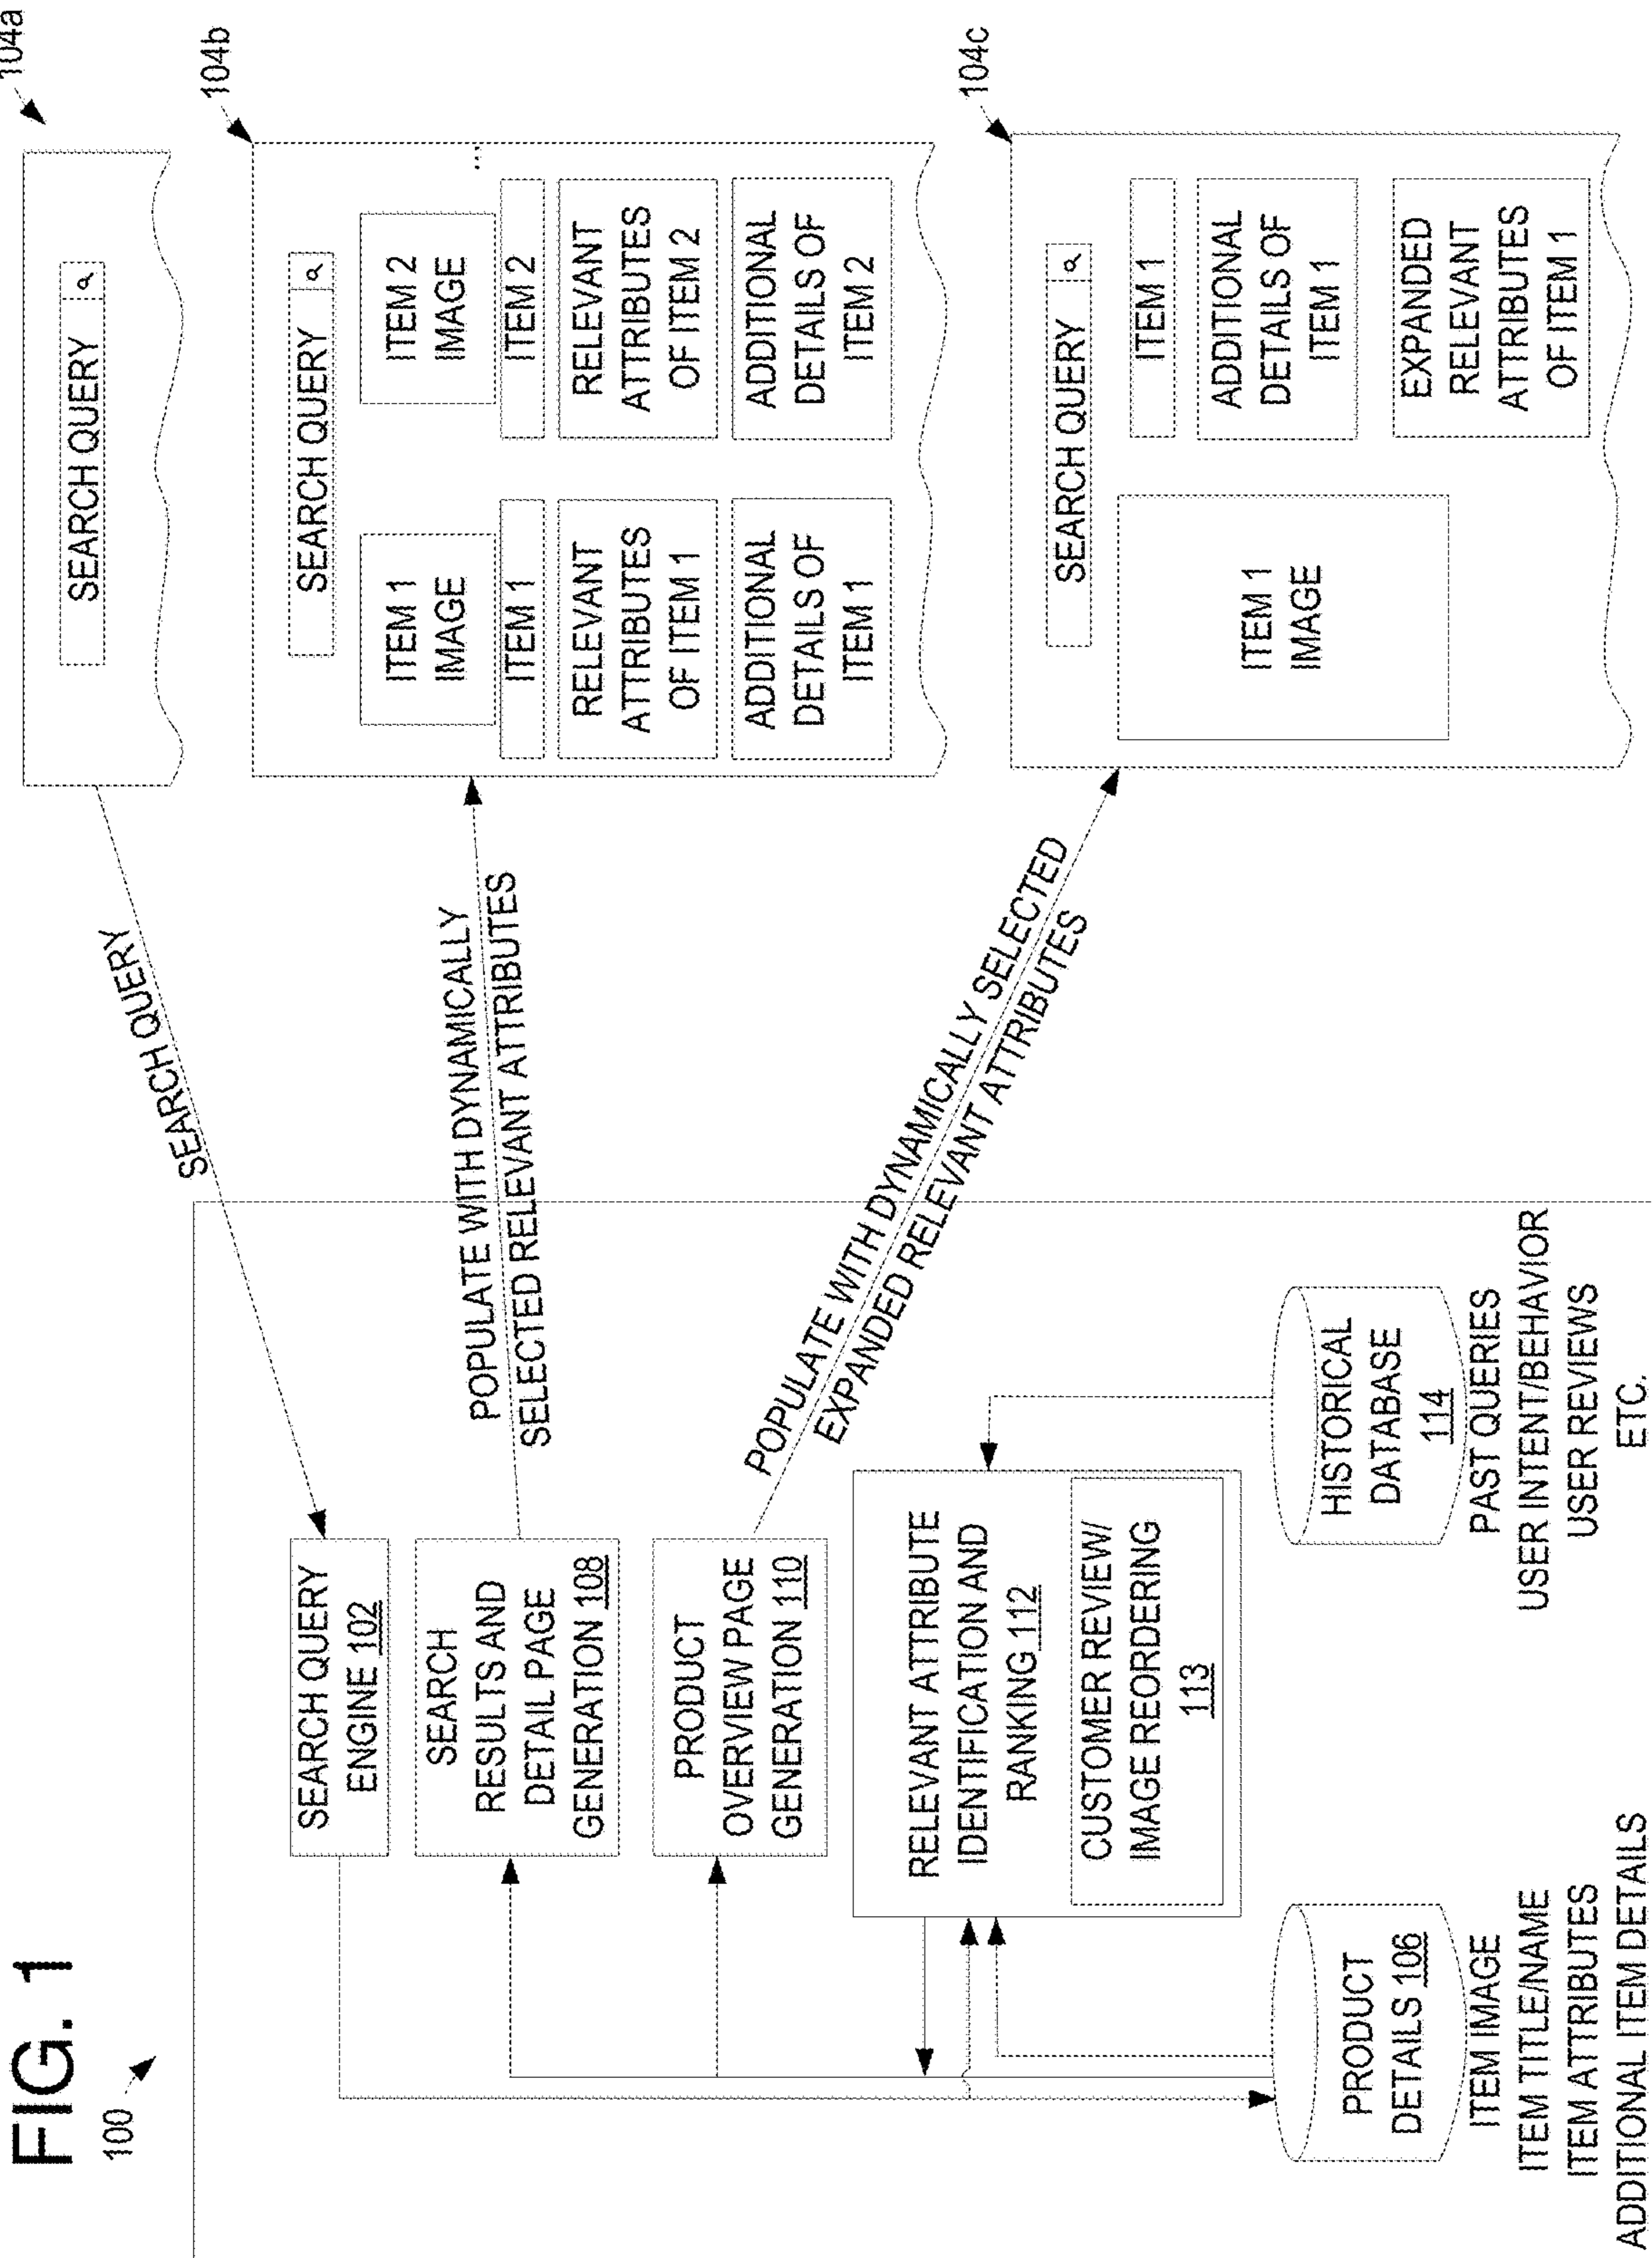 FIG. 1
100
SEARCH QUERY
ENGINE 102
SEARCH
RESULTS AND
DETAIL PAGE
GENERATION 108
PRODUCT
OVERVIEW PAGE
GENERATION 110
RELEVANT ATTRIBUTE
IDENTIFICATION AND
RANKING 112
CUSTOMER REVIEW/
IMAGE REORDERING
113
PRODUCT
DETAILS 106
ITEM IMAGE
ITEM TITLE/NAME
ITEM ATTRIBUTES
ADDITIONAL ITEM DETAILS
HISTORICAL
DATABASE
114
PAST QUERIES
USER INTENT/BEHAVIOR
USER REVIEWS
ETC.
SEARCH QUERY
POPULATE WITH DYNAMICALLY
SELECTED RELEVANT ATTRIBUTES
POPULATE WITH DYNAMICALLY SELECTED
EXPANDED RELEVANT ATTRIBUTES
104a
SEARCH QUERY
104b
SEARCH QUERY
ITEM 1
IMAGE
ITEM 1
RELEVANT
ATTRIBUTES
OF ITEM 1
ADDITIONAL
DETAILS OF
ITEM 1
ITEM 2
IMAGE
ITEM 2
RELEVANT
ATTRIBUTES
OF ITEM 2
ADDITIONAL
DETAILS OF
ITEM 2
...
104c
SEARCH QUERY
ITEM 1
IMAGE
ITEM 1
ADDITIONAL
DETAILS OF
ITEM 1
EXPANDED
RELEVANT
ATTRIBUTES
OF ITEM 1